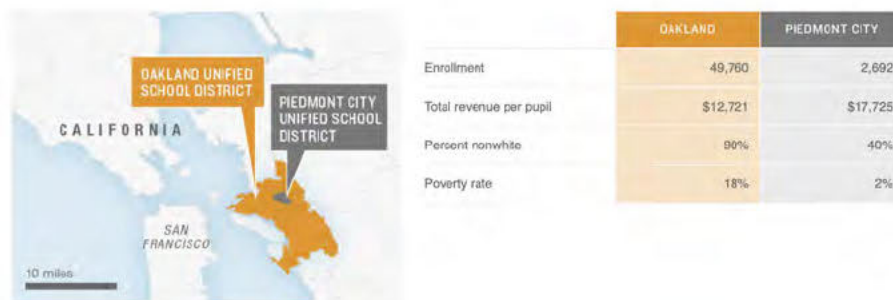 OAKLAND UNIFIED
SCHOOL DISTRICT
PIEDMONT CITY
UNIFIED SCHOOL
DISTRICT
CALIFORNIA
SAN
FRANCISCO
10 miles
OAKLAND PIEDMONT CITY
Enrollment 49,760 2,692
Total revenue per pupil $12,721 $17,725
Percent nonwhite 90% 40%
Poverty rate 18% 2%